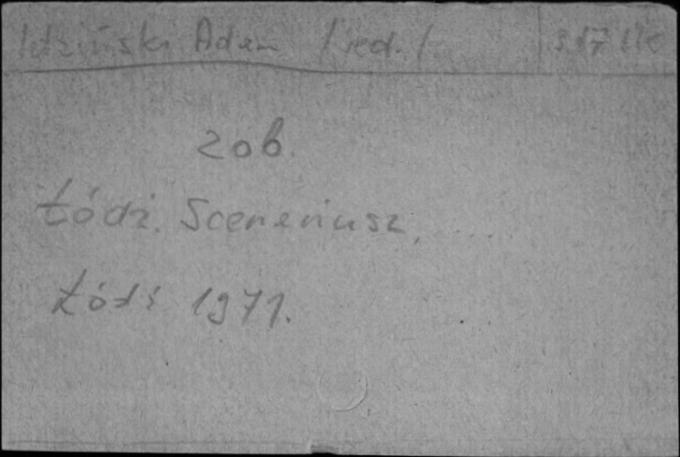 Idziński Adam /red./
zob.
Łódź. Scenariusz, ....
Łódź 1971.